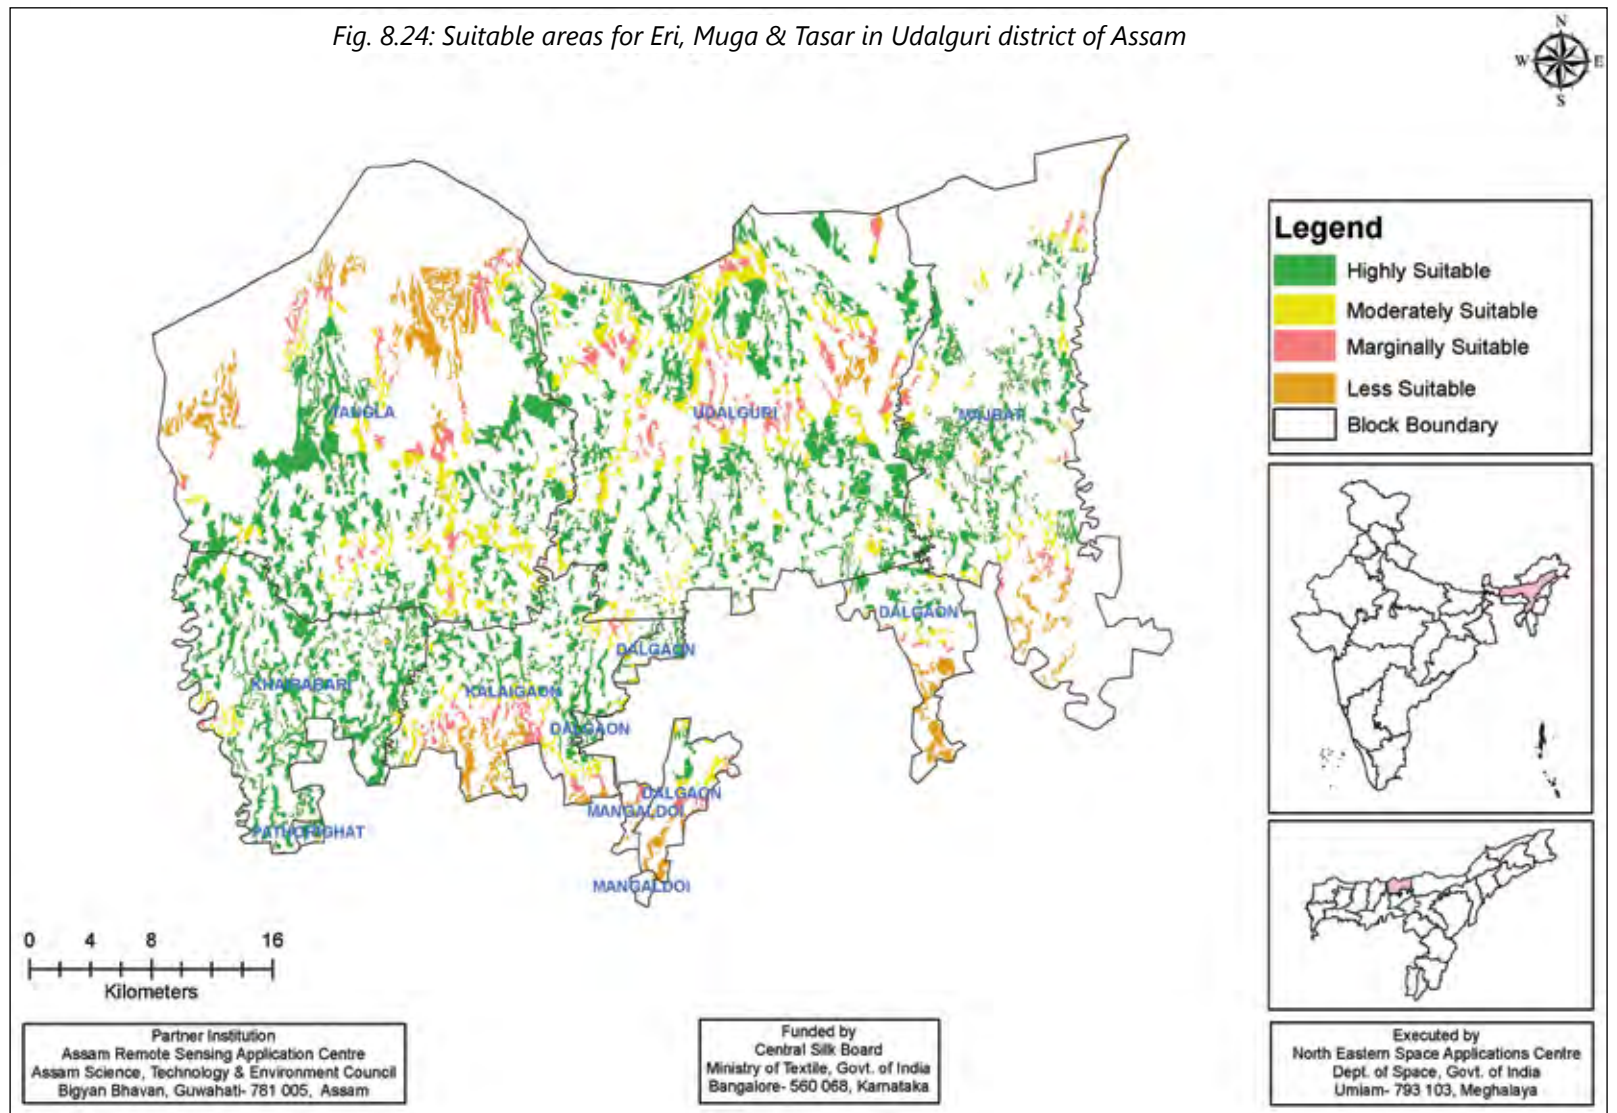 Fig. 8.24: Suitable areas for Eri, Muga & Tasar in Udalguri district of Assam
N
W E
S
Legend
Highly Suitable
Moderately Suitable
Marginally Suitable
Less Suitable
Block Boundary
TANGLA
UDALGURI
MAJBAT
DALGAON
DALGAON
KHAIRABARI
KALAIGAON
DALGAON
DALGAON
MANGALDOI
PATHORIGHAT
MANGALDOI
0 4 8 16
Kilometers
Partner Institution
Assam Remote Sensing Application Centre
Assam Science, Technology & Environment Council
Bigyan Bhavan, Guwahati- 781 005, Assam
Funded by
Central Silk Board
Ministry of Textile, Govt. of India
Bangalore- 560 068, Karnataka
Executed by
North Eastern Space Applications Centre
Dept. of Space, Govt. of India
Umiam- 793 103, Meghalaya